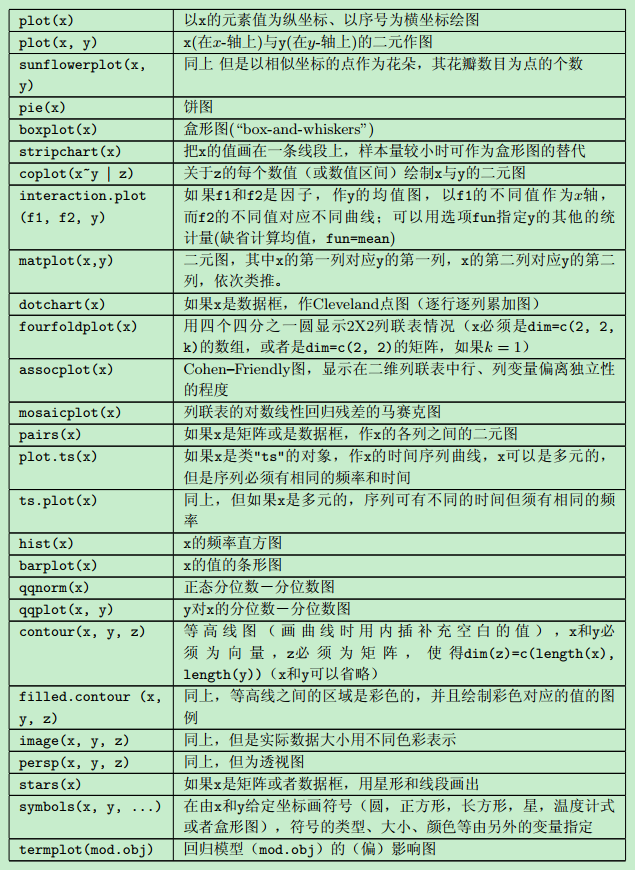 plot(x) 以x的元素值为纵坐标、以序号为横坐标绘图
plot(x, y) x(在x-轴上)与y(在y-轴上)的二元作图
sunflowerplot(x, 同上 但是以相似坐标的点作为花朵，其花瓣数目为点的个数
y)
pie(x) 饼图
boxplot(x) 盒形图(“box-and-whiskers”)
stripchart(x) 把x的值画在一条线段上，样本量较小时可作为盒形图的替代
coplot(x~y | z) 关于z的每个数值（或数值区间）绘制x与y的二元图
interaction.plot 如果f1和f2是因子，作y的均值图，以f1的不同值作为x轴，
(f1, f2, y) 而f2的不同值对应不同曲线；可以用选项fun指定y的其他的统
计量(缺省计算均值，fun=mean)
matplot(x,y) 二元图，其中x的第一列对应y的第一列，x的第二列对应y的第二
列，依次类推。
dotchart(x) 如果x是数据框，作Cleveland点图（逐行逐列累加图）
fourfoldplot(x) 用四个四分之一圆显示2X2列联表情况（x必须是dim=c(2, 2,
k)的数组，或者是dim=c(2, 2)的矩阵，如果k = 1）
assocplot(x) Cohen–Friendly图，显示在二维列联表中行、列变量偏离独立性
的程度
mosaicplot(x) 列联表的对数线性回归残差的马赛克图
pairs(x) 如果x是矩阵或是数据框，作x的各列之间的二元图
plot.ts(x) 如果x是类"ts"的对象，作x的时间序列曲线，x可以是多元的，
但是序列必须有相同的频率和时间
ts.plot(x) 同上，但如果x是多元的，序列可有不同的时间但须有相同的频
率
hist(x) x的频率直方图
barplot(x) x的值的条形图
qqnorm(x) 正态分位数－分位数图
qqplot(x, y) y对x的分位数－分位数图
contour(x, y, z) 等高线图（画曲线时用内插补充空白的值），x和y必
须为向量，z必须为矩阵，使得dim(z)=c(length(x),
length(y))（x和y可以省略）
filled.contour (x, 同上，等高线之间的区域是彩色的，并且绘制彩色对应的值的图
y, z) 例
image(x, y, z) 同上，但是实际数据大小用不同色彩表示
persp(x, y, z) 同上，但为透视图
stars(x) 如果x是矩阵或者数据框，用星形和线段画出
symbols(x, y, ...) 在由x和y给定坐标画符号（圆，正方形，长方形，星，温度计式
或者盒形图），符号的类型、大小、颜色等由另外的变量指定
termplot(mod.obj) 回归模型（mod.obj）的（偏）影响图